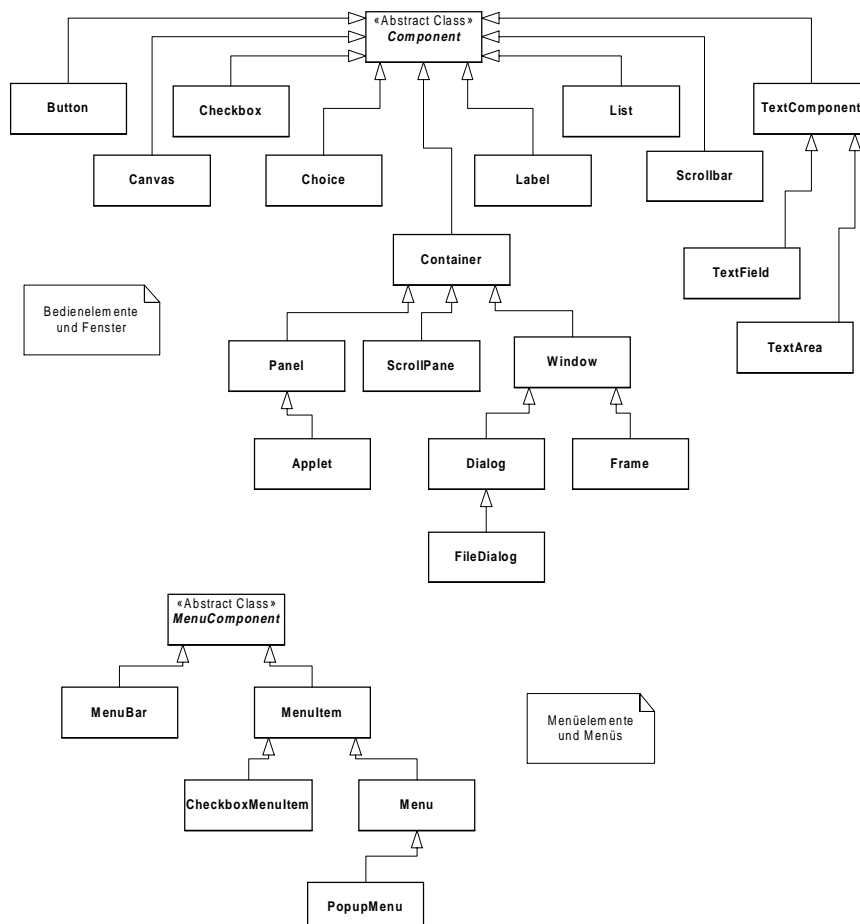 «Abstract Class»
Component
Button
Checkbox
List
TextComponent
Canvas
Choice
Label
Scrollbar
Container
TextField
Bedienelemente
und Fenster
TextArea
Panel
ScrollPane
Window
Applet
Dialog
Frame
FileDialog
«Abstract Class»
MenuComponent
MenuBar
MenuItem
Menüelemente
und Menüs
CheckboxMenuItem
Menu
PopupMenu